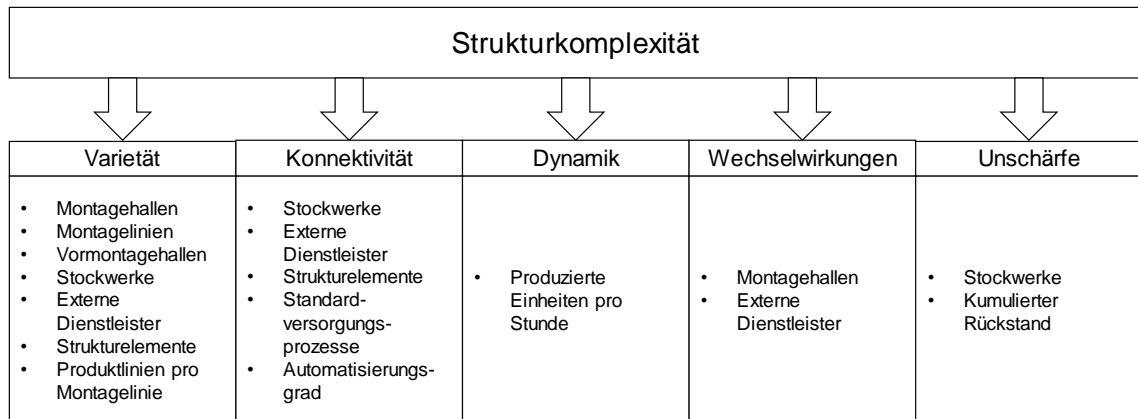 Strukturkomplexität
Varietät
• Montagehallen
• Montagelinien
• Vormontagehallen
• Stockwerke
• Externe
Dienstleister
• Strukturelemente
• Produktlinien pro
Montagelinie
Konnektivität
• Stockwerke
• Externe
Dienstleister
• Strukturelemente
• Standard-
versorgungs-
prozesse
• Automatisierungs-
grad
Dynamik
• Produzierte
Einheiten pro
Stunde
Wechselwirkungen
• Montagehallen
• Externe
Dienstleister
Unschärfe
• Stockwerke
• Kumulierter
Rückstand